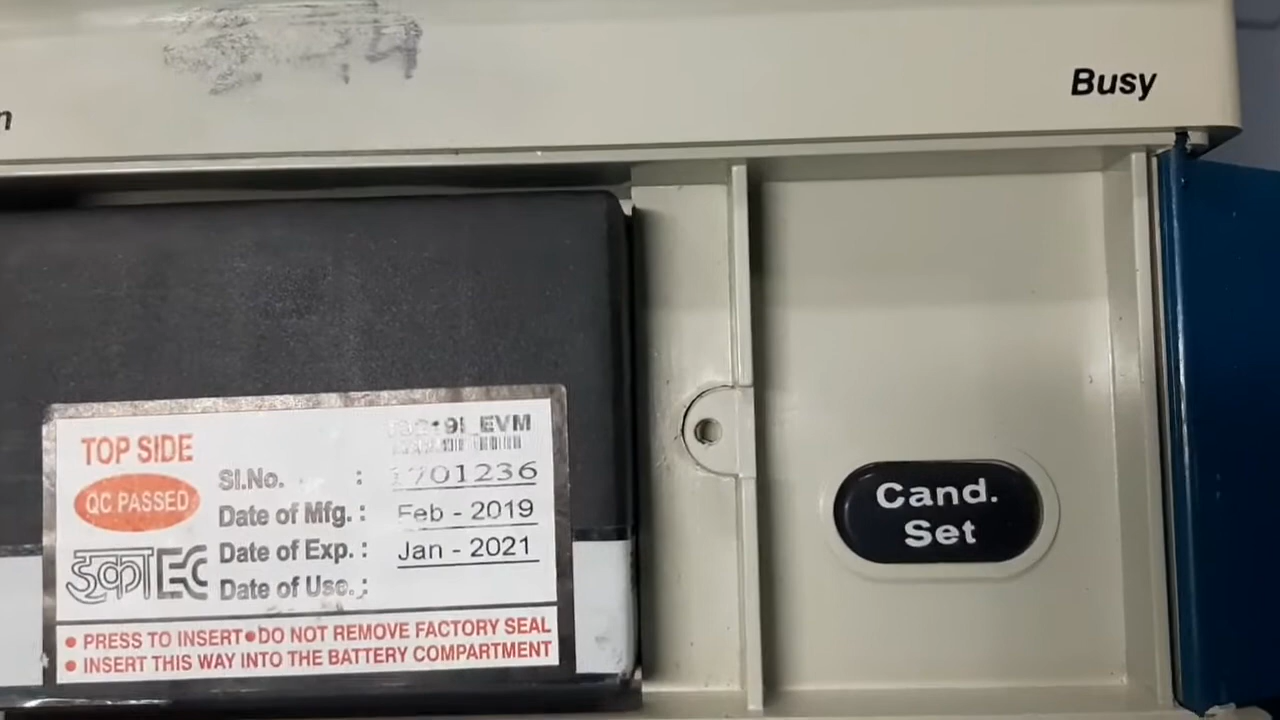 Busy
TOP SIDE
QC PASSED
EVM
Sl.No. : 1701236
Date of Mfg. : Feb - 2019
Date of Exp. : Jan - 2021
Date of Use. :
इका EC
• PRESS TO INSERT • DO NOT REMOVE FACTORY SEAL
• INSERT THIS WAY INTO THE BATTERY COMPARTMENT
Cand.
Set